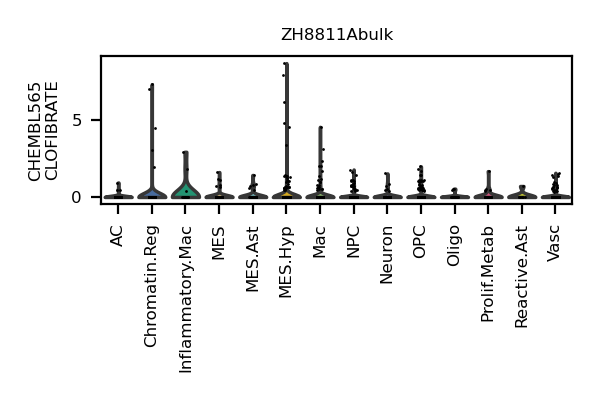 ZH8811Abulk
CHEMBL565
CLOFIBRATE
5
0
AC
Chromatin.Reg
Inflammatory.Mac
MES
MES.Ast
MES.Hyp
Mac
NPC
Neuron
OPC
Oligo
Prolif.Metab
Reactive.Ast
Vasc